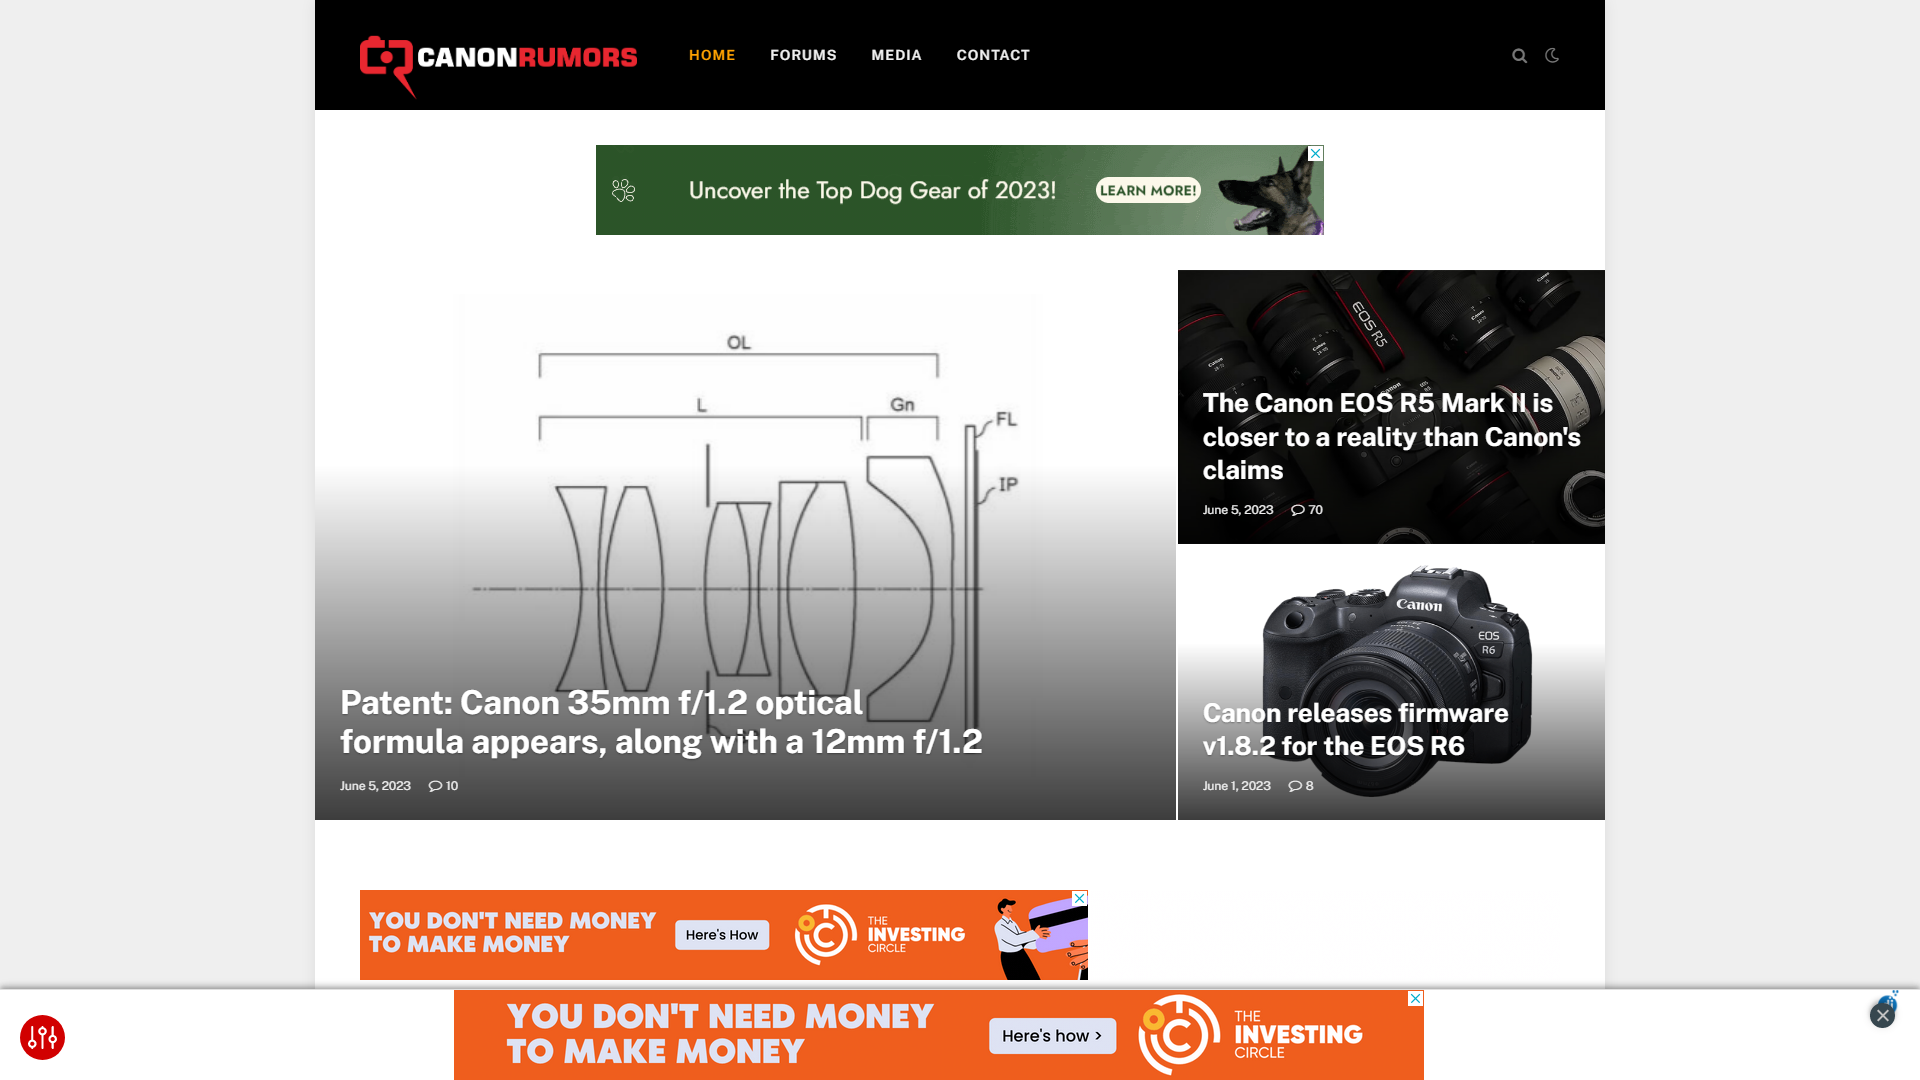 CANONRUMORS
HOME
FORUMS
MEDIA
CONTACT
Uncover the Top Dog Gear of 2023!
LEARN MORE!
OL
L
Gn
FL
IP
Patent: Canon 35mm f/1.2 optical
formula appears, along with a 12mm f/1.2
June 5, 2023
10
EOS R5
Canon
The Canon EOS R5 Mark II is
closer to a reality than Canon's
claims
June 5, 2023
70
Canon
EOS
R6
Canon releases firmware
v1.8.2 for the EOS R6
June 1, 2023
8
YOU DON'T NEED MONEY
TO MAKE MONEY
Here's How
THE
INVESTING
CIRCLE
YOU DON'T NEED MONEY
TO MAKE MONEY
Here's how >
THE
INVESTING
CIRCLE